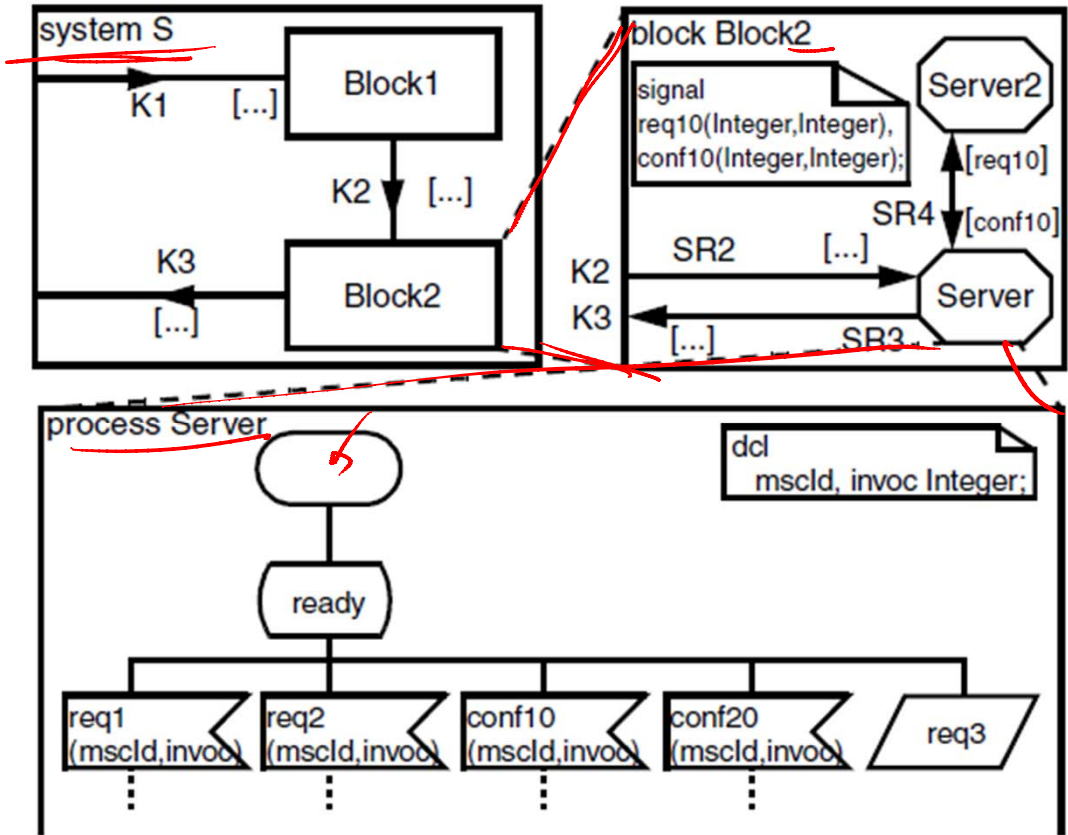 system S
K1
[...]
Block1
K2
[...]
K3
[...]
Block2
block Block2
signal
req10(Integer,Integer),
conf10(Integer,Integer);
Server2
[req10]
SR4
[conf10]
K2
SR2
[...]
Server
K3
[...]
SR3
process Server
dcl
mscId, invoc Integer;
ready
req1
(mscId,invoc)
req2
(mscId,invoc)
conf10
(mscId,invoc)
conf20
(mscId,invoc)
req3